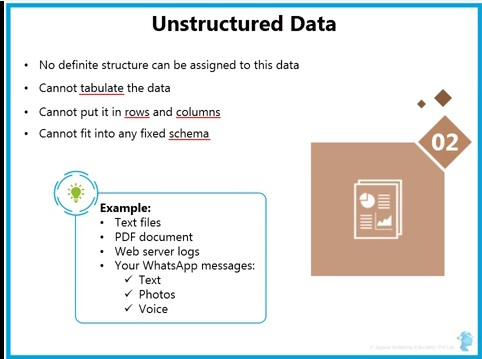 Unstructured Data
• No definite structure can be assigned to this data
• Cannot tabulate the data
• Cannot put it in rows and columns
• Cannot fit into any fixed schema
02
Example:
• Text files
• PDF document
• Web server logs
• Your WhatsApp messages:
✓ Text
✓ Photos
✓ Voice